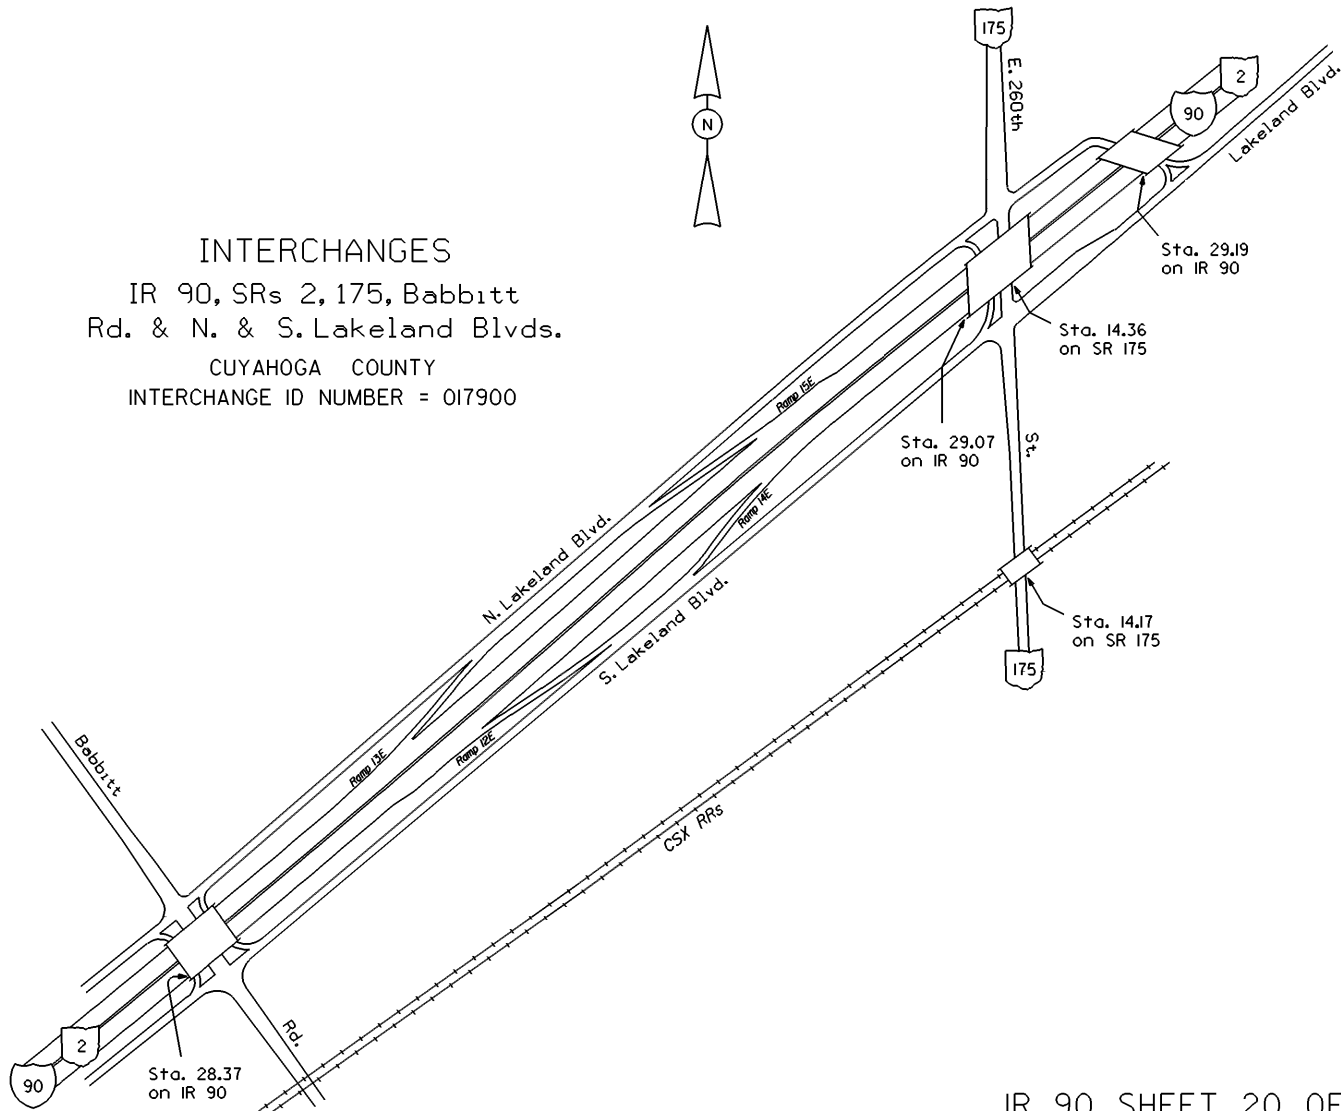 175
E. 260th
2
90
Lakeland Blvd.
N
INTERCHANGES
IR 90, SRs 2, 175, Babbitt
Rd. & N. & S. Lakeland Blvds.
CUYAHOGA COUNTY
INTERCHANGE ID NUMBER = 017900
Sta. 29.19
on IR 90
Sta. 14.36
on SR 175
Ramp 15E
Sta. 29.07
on IR 90
St.
Ramp 14E
N. Lakeland Blvd.
S. Lakeland Blvd.
Sta. 14.17
on SR 175
175
Babbitt
Ramp 13E
Ramp 12E
CSX RRs
Rd.
2
90
Sta. 28.37
on IR 90
IR 90 SHEET 20 OF